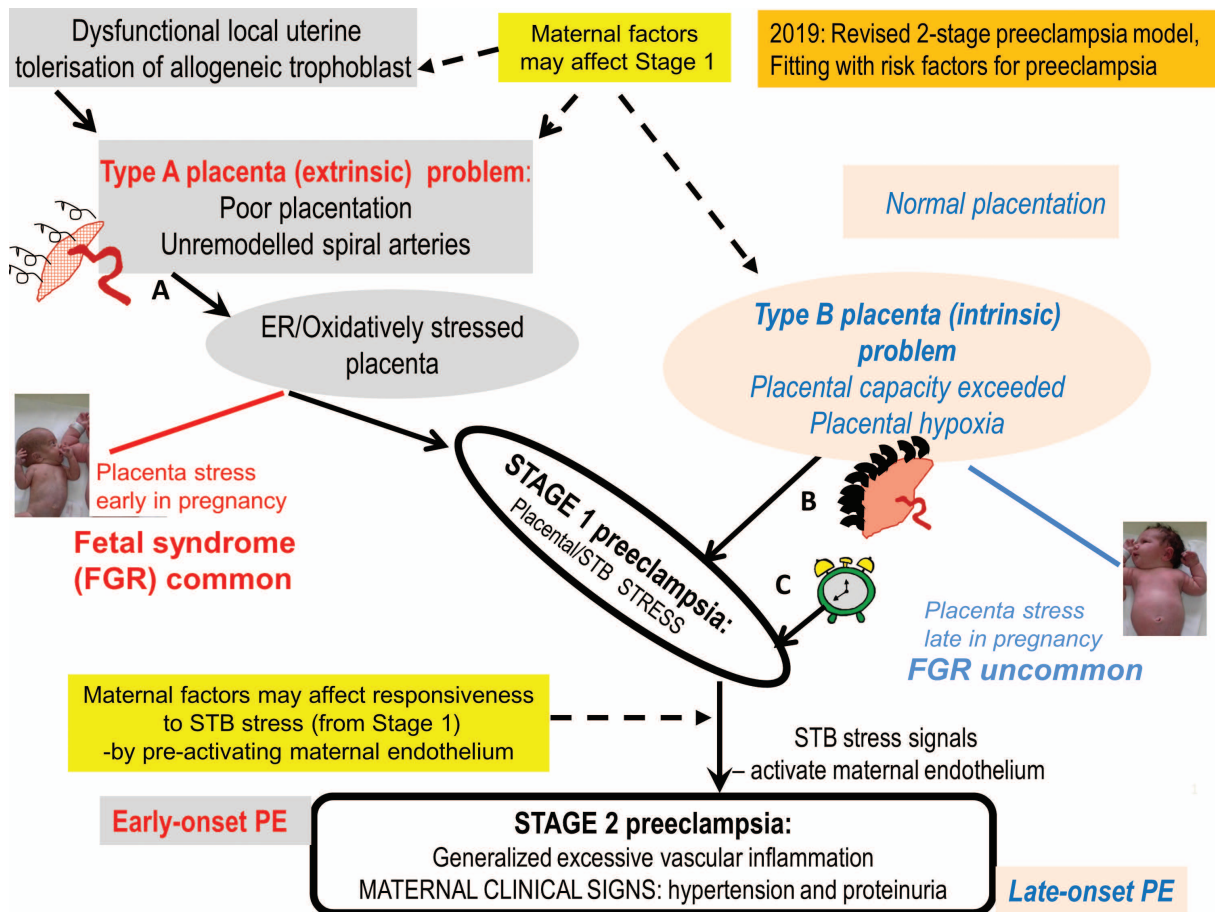 Dysfunctional local uterine
tolerisation of allogeneic trophoblast
Maternal factors
may affect Stage 1
2019: Revised 2-stage preeclampsia model,
Fitting with risk factors for preeclampsia
Type A placenta (extrinsic) problem:
Poor placentation
Unremodelled spiral arteries
Normal placentation
A
ER/Oxidatively stressed
placenta
Type B placenta (intrinsic)
problem
Placental capacity exceeded
Placental hypoxia
Placenta stress
early in pregnancy
Fetal syndrome
(FGR) common
STAGE 1 preeclampsia:
Placental/STB STRESS
B
C
Placenta stress
late in pregnancy
FGR uncommon
Maternal factors may affect responsiveness
to STB stress (from Stage 1)
-by pre-activating maternal endothelium
STB stress signals
– activate maternal endothelium
Early-onset PE
STAGE 2 preeclampsia:
Generalized excessive vascular inflammation
MATERNAL CLINICAL SIGNS: hypertension and proteinuria
Late-onset PE